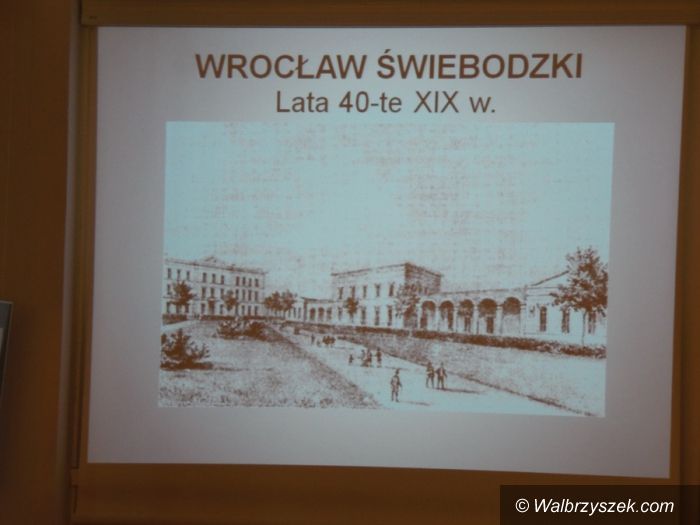 WROCŁAW ŚWIEBODZKI
Lata 40-te XIX w.
© Walbrzyszek.com